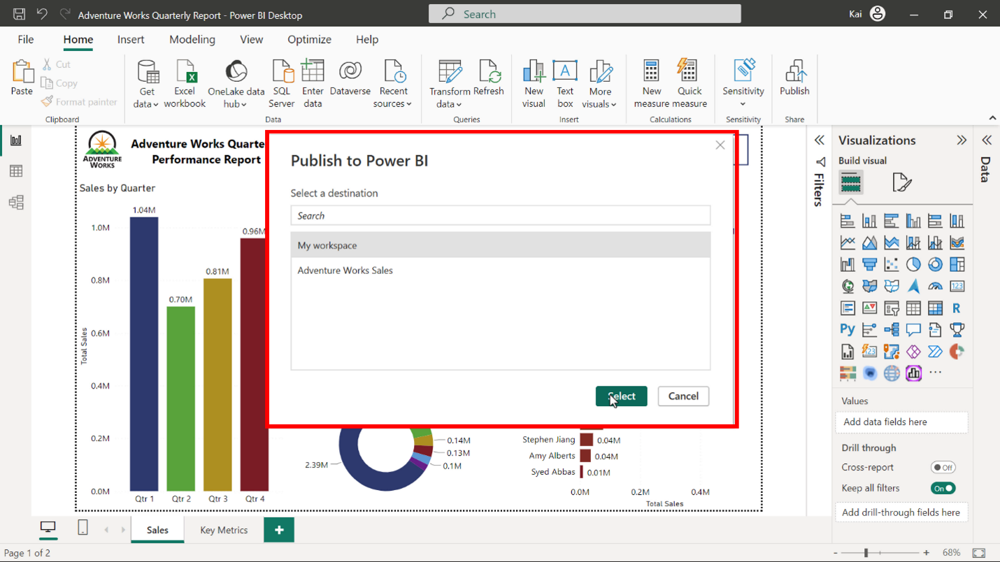 Adventure Works Quarterly Report - Power BI Desktop
Search
Kai
File
Home
Insert
Modeling
View
Optimize
Help
Paste
Cut
Copy
Format painter
Clipboard
Get
data
Excel
workbook
OneLake data
hub
SQL
Server
Enter
data
Dataverse
Recent
sources
Data
Transform
data
Refresh
Queries
New
visual
A
Text
box
More
visuals
Insert
New
measure
Quick
measure
Calculations
Sensitivity
Sensitivity
Publish
Share
ADVENTURE
WORKS
Adventure Works Quarte
Performance Report
Sales by Quarter
1.04M
0.70M
0.81M
0.96M
1.0M
0.8M
0.6M
0.4M
0.2M
0.0M
Total Sales
Qtr 1
Qtr 2
Qtr 3
Qtr 4
Publish to Power BI
Select a destination
Search
My workspace
Adventure Works Sales
Select
Cancel
2.39M
0.14M
0.13M
0.1M
Stephen Jiang
0.04M
Amy Alberts
0.04M
Syed Abbas
0.01M
0.0M
0.2M
0.4M
Total Sales
Filters
Visualizations
Build visual
123
R
Py
123
Values
Add data fields here
Drill through
Cross-report
Off
Keep all filters
On
Add drill-through fields here
Data
Sales
Key Metrics
Page 1 of 2
68%